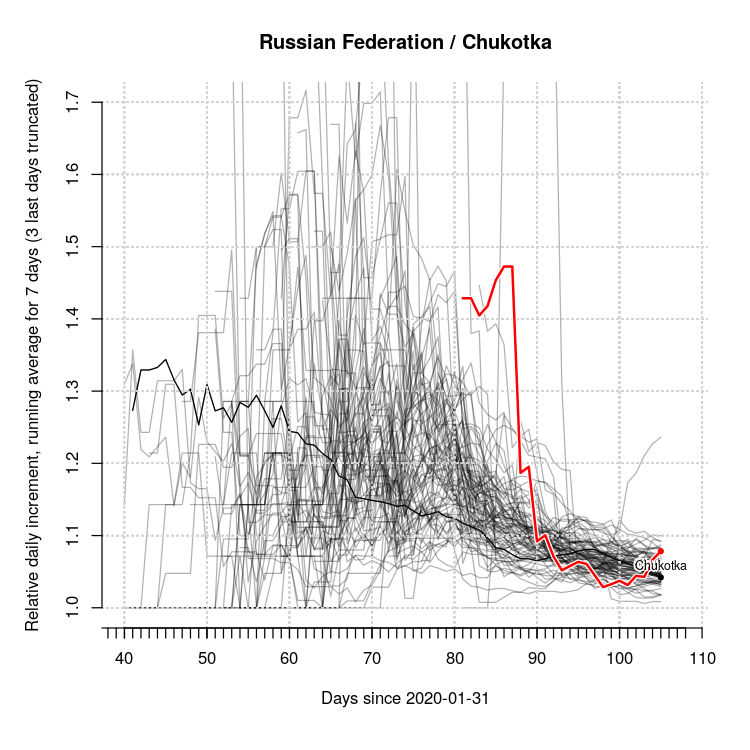 Russian Federation / Chukotka
Relative daily increment, running average for 7 days (3 last days truncated)
1.7
1.6
1.5
1.4
1.3
1.2
1.1
1.0
Chukotka
40 50 60 70 80 90 100 110
Days since 2020-01-31